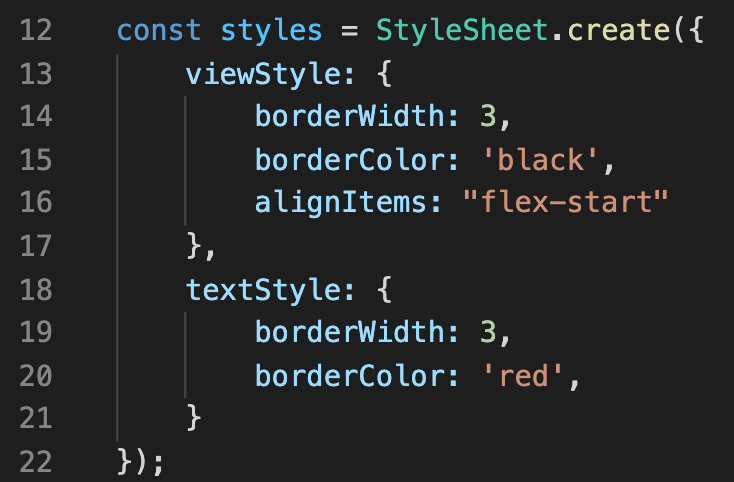 12 const styles = StyleSheet.create({
13 viewStyle: {
14 borderWidth: 3,
15 borderColor: 'black',
16 alignItems: "flex-start"
17 },
18 textStyle: {
19 borderWidth: 3,
20 borderColor: 'red',
21 }
22 });